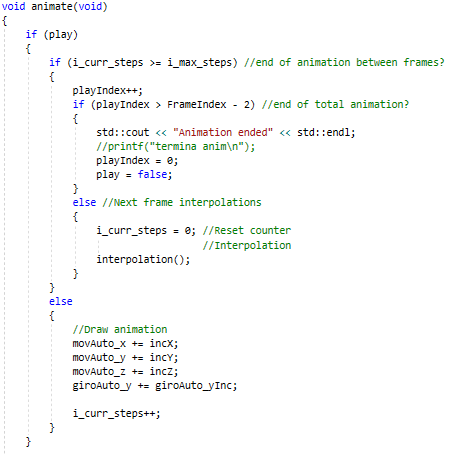 void animate(void)
{
    if (play)
    {
        if (i_curr_steps >= i_max_steps) //end of animation between frames?
        {
            playIndex++;
            if (playIndex > FrameIndex - 2) //end of total animation?
            {
                std::cout << "Animation ended" << std::endl;
                //printf("termina anim\n");
                playIndex = 0;
                play = false;
            }
            else //Next frame interpolations
            {
                i_curr_steps = 0; //Reset counter
                                  //Interpolation
                interpolation();
            }
        }
        else
        {
            //Draw animation
            movAuto_x += incX;
            movAuto_y += incY;
            movAuto_z += incZ;
            giroAuto_y += giroAuto_yInc;

            i_curr_steps++;
        }
    }